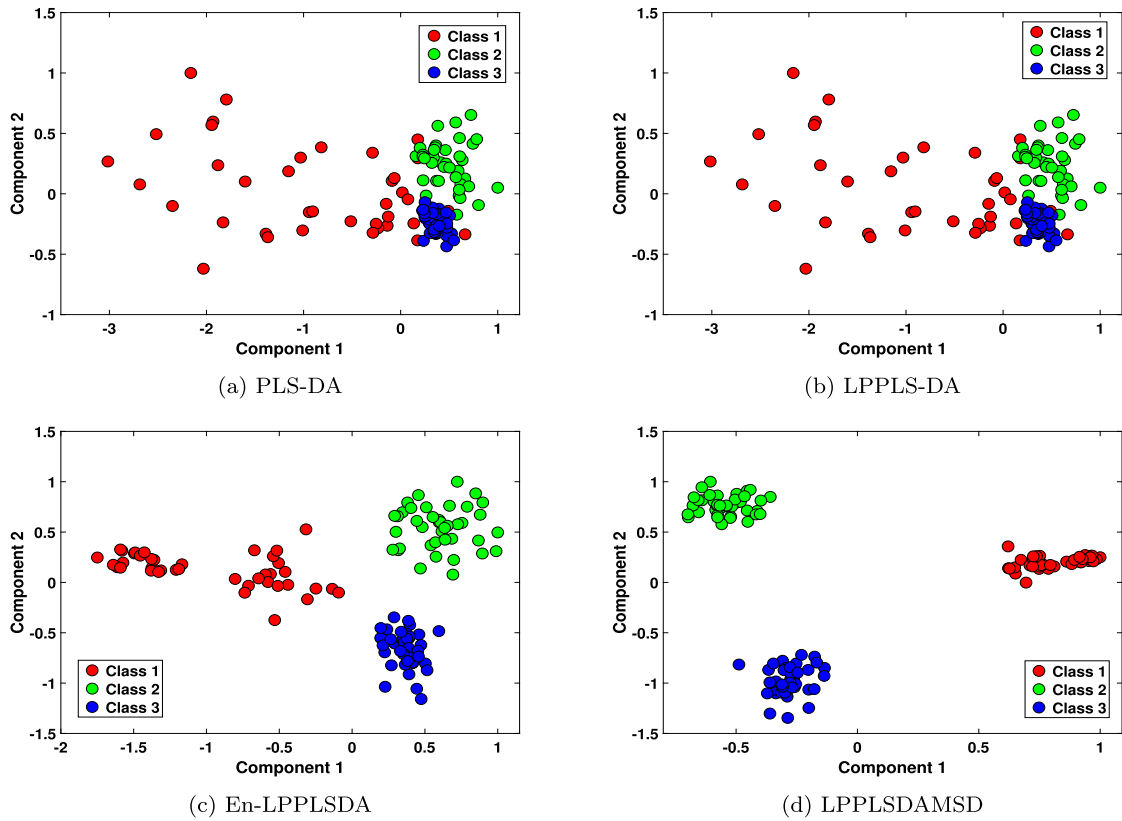 1.5
1
0.5
0
-0.5
-1
-3
-2
-1
0
1
Component 2
Component 1
Class 1
Class 2
Class 3
(a) PLS-DA
1.5
1
0.5
0
-0.5
-1
-3
-2
-1
0
1
Component 2
Component 1
Class 1
Class 2
Class 3
(b) LPPLS-DA
1.5
1
0.5
0
-0.5
-1
-1.5
-2
-1.5
-1
-0.5
0
0.5
1
Component 2
Component 1
Class 1
Class 2
Class 3
(c) En-LPPLSDA
1.5
1
0.5
0
-0.5
-1
-1.5
-0.5
0
0.5
1
Component 2
Component 1
Class 1
Class 2
Class 3
(d) LPPLSDAMSD